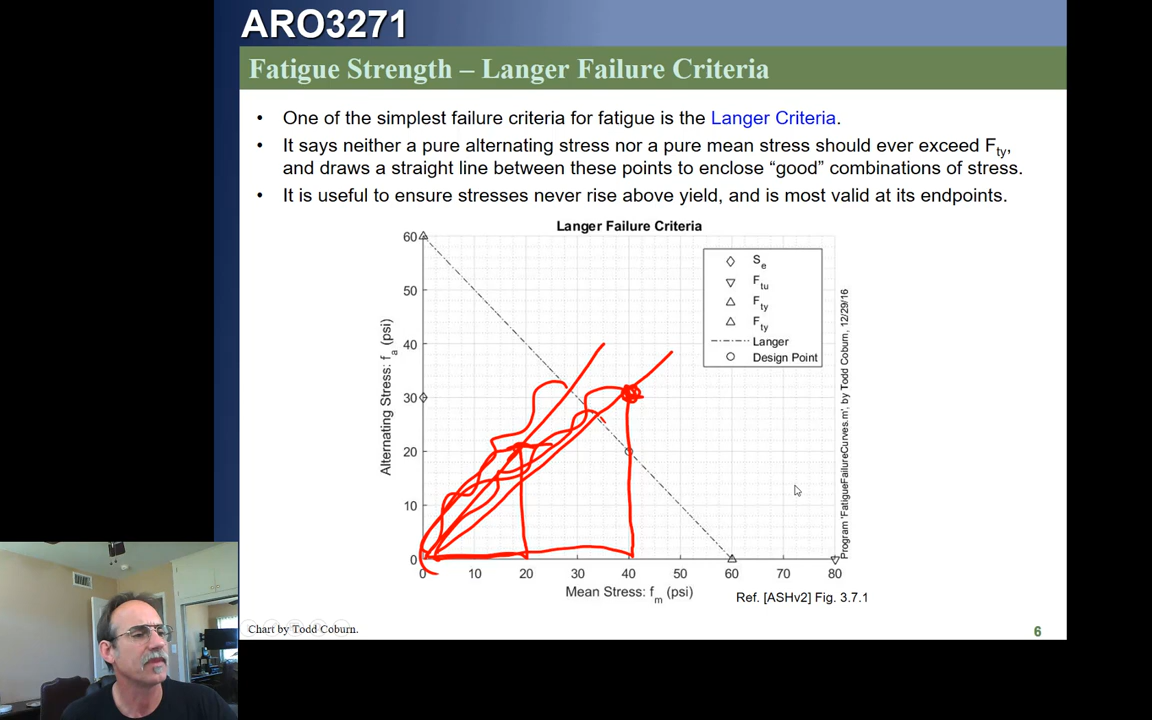 ARO3271
Fatigue Strength – Langer Failure Criteria
• One of the simplest failure criteria for fatigue is the Langer Criteria.
• It says neither a pure alternating stress nor a pure mean stress should ever exceed Fty,
and draws a straight line between these points to enclose “good” combinations of stress.
• It is useful to ensure stresses never rise above yield, and is most valid at its endpoints.
Langer Failure Criteria
60
50
40
30
20
10
0
Alternating Stress: fa (psi)
Se
Ftu
Fty
Fty
Langer
Design Point
Program 'FatigueFailureCurves.m', by Todd Coburn, 12/29/16
0 10 20 30 40 50 60 70 80
Mean Stress: fm (psi)
Ref. [ASHv2] Fig. 3.7.1
Chart by Todd Coburn.
6